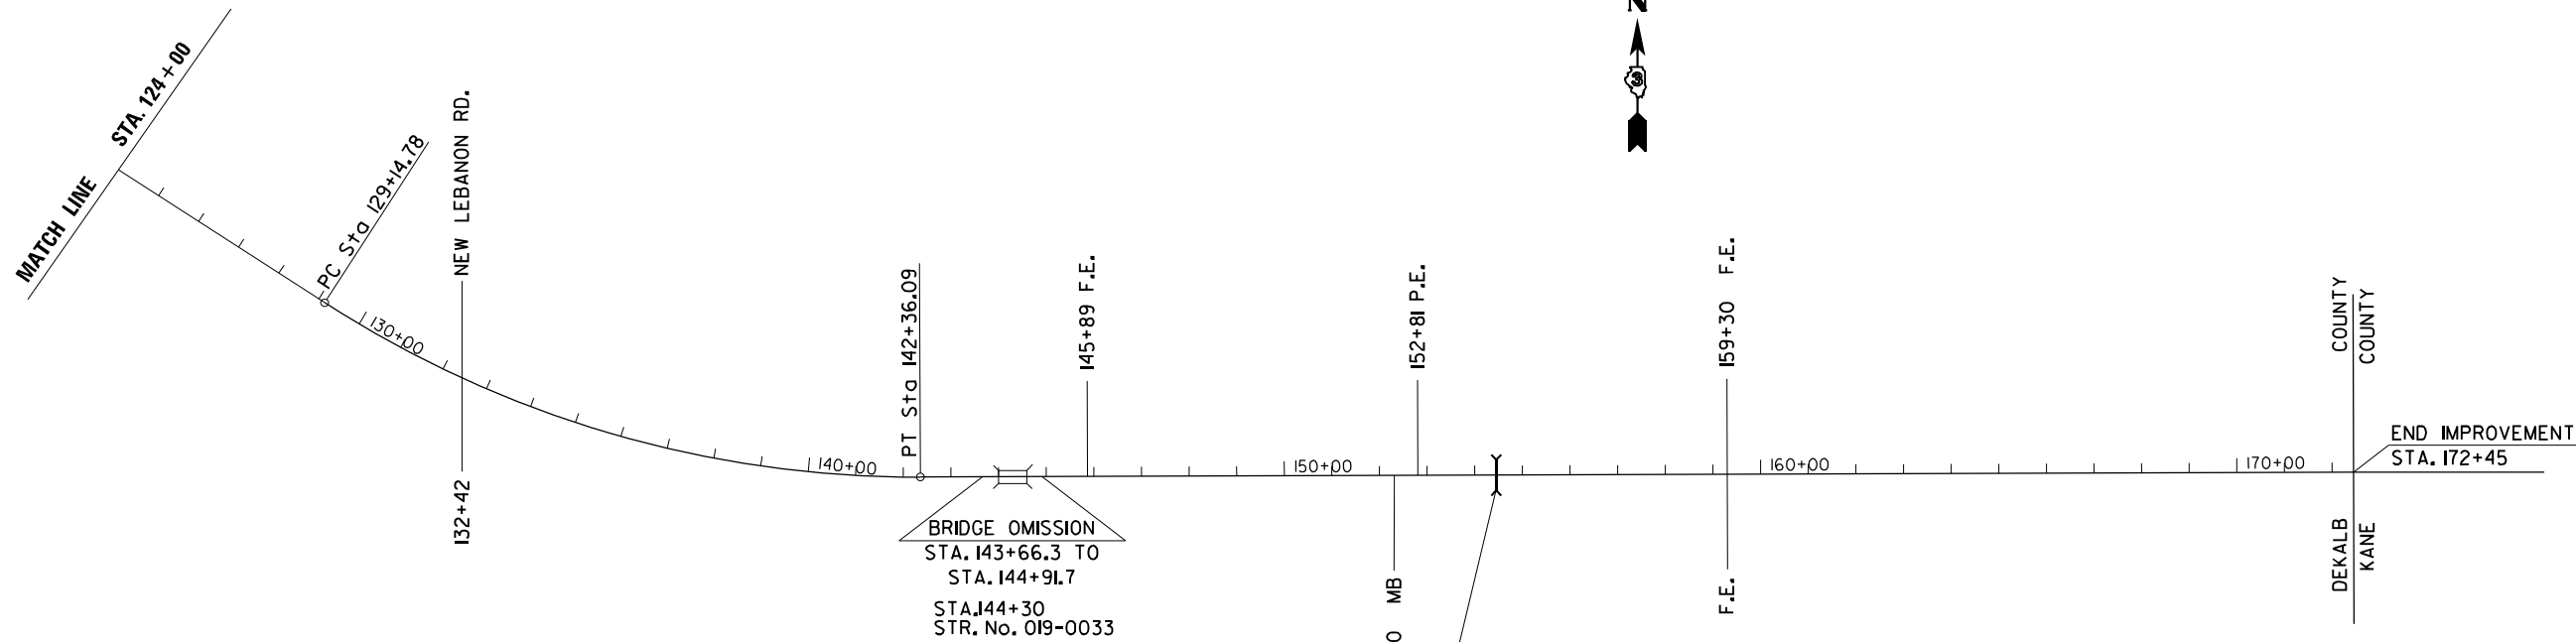 N
MATCH LINE STA. 124+00
PC Sta 129+14.78
NEW LEBANON RD.
132+42
130+00
140+00
PT Sta 142+36.09
BRIDGE OMISSION
STA. 143+66.3 TO
STA. 144+91.7
STA. 144+30
STR. No. 019-0033
145+89 F.E.
150+00
152+81 P.E.
0 MB
159+30 F.E.
F.E.
160+00
170+00
COUNTY
COUNTY
DEKALB
KANE
END IMPROVEMENT
STA. 172+45